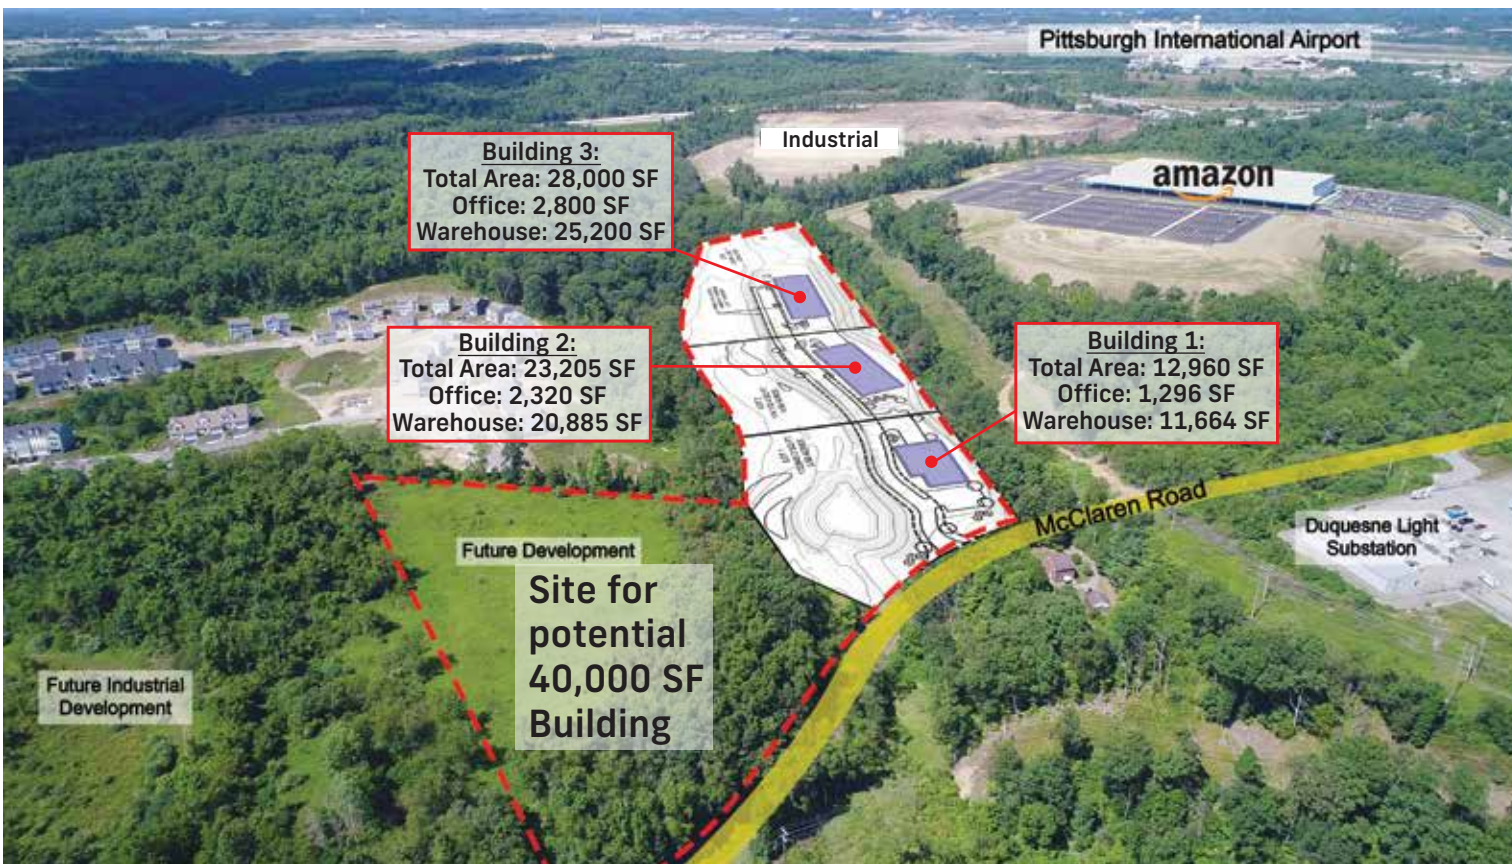 Pittsburgh International Airport
Industrial
amazon
Building 3:
Total Area: 28,000 SF
Office: 2,800 SF
Warehouse: 25,200 SF
Building 2:
Total Area: 23,205 SF
Office: 2,320 SF
Warehouse: 20,885 SF
Building 1:
Total Area: 12,960 SF
Office: 1,296 SF
Warehouse: 11,664 SF
McClaren Road
Duquesne Light
Substation
Future Development
Site for
potential
40,000 SF
Building
Future Industrial
Development